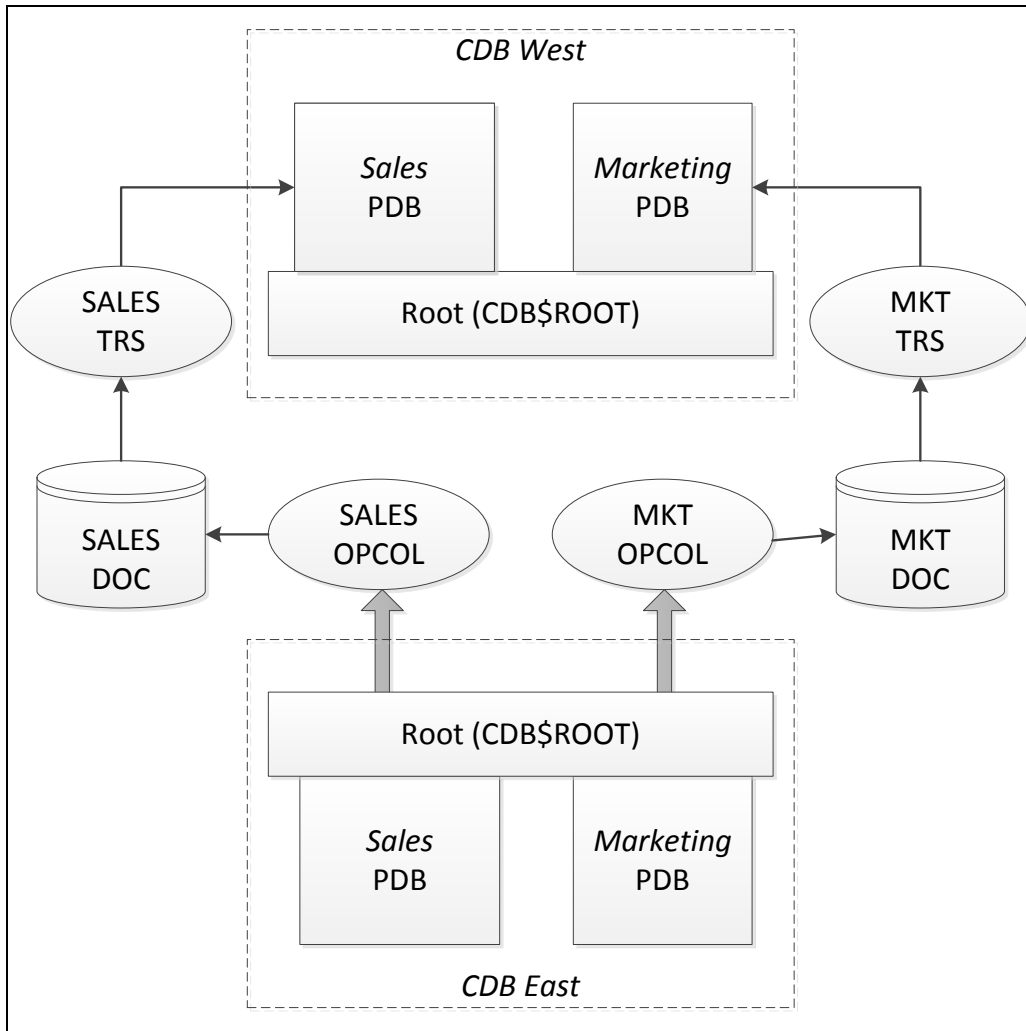 CDB West
Sales
PDB
Marketing
PDB
Root (CDB$ROOT)
SALES
TRS
MKT
TRS
SALES
DOC
SALES
OPCOL
MKT
OPCOL
MKT
DOC
Root (CDB$ROOT)
Sales
PDB
Marketing
PDB
CDB East